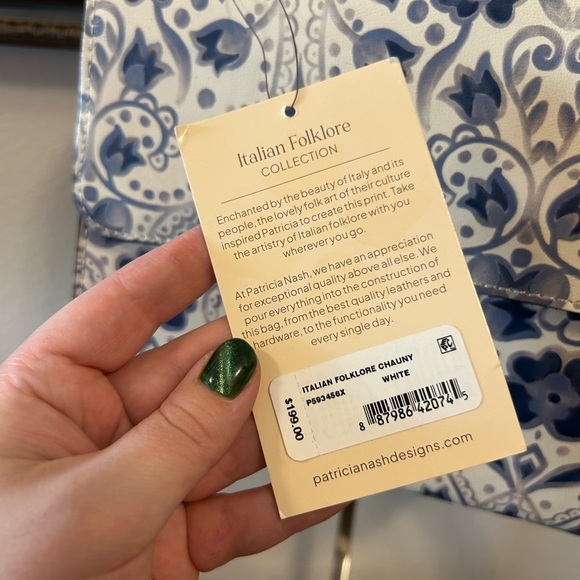 Italian Folklore
COLLECTION
Enchanted by the beauty of Italy and its
people, the lovely folk art of their culture
inspired Patricia to create this print. Take
the artistry of Italian folklore with you
wherever you go.
At Patricia Nash, we have an appreciation
for exceptional quality above all else. We
pour everything into the construction of
this bag, from the best quality leathers and
hardware, to the functionality you need
every single day.
ITALIAN FOLKLORE CHAUNY
P593456X WHITE
$199.00
8 87986 42074 5
patricianashdesigns.com